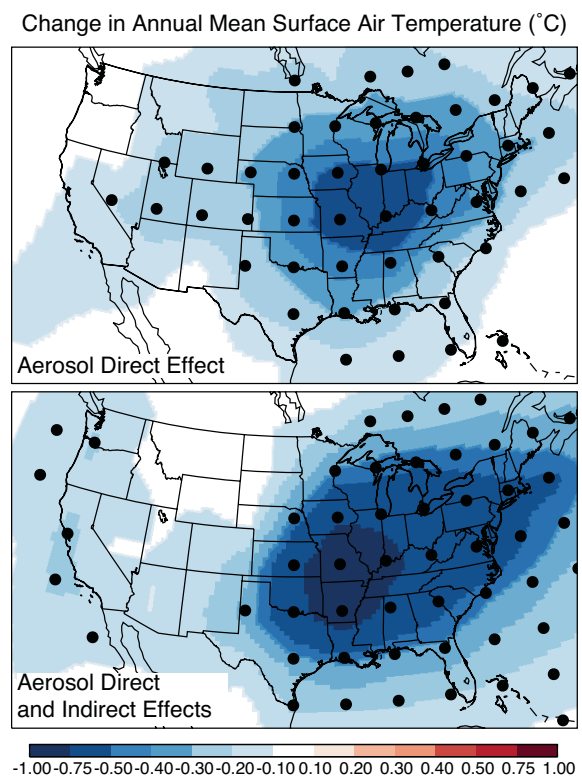 Change in Annual Mean Surface Air Temperature (˚C)
Aerosol Direct Effect
Aerosol Direct
and Indirect Effects
-1.00 -0.75 -0.50 -0.40 -0.30 -0.20 -0.10 0.10 0.20 0.30 0.40 0.50 0.75 1.00